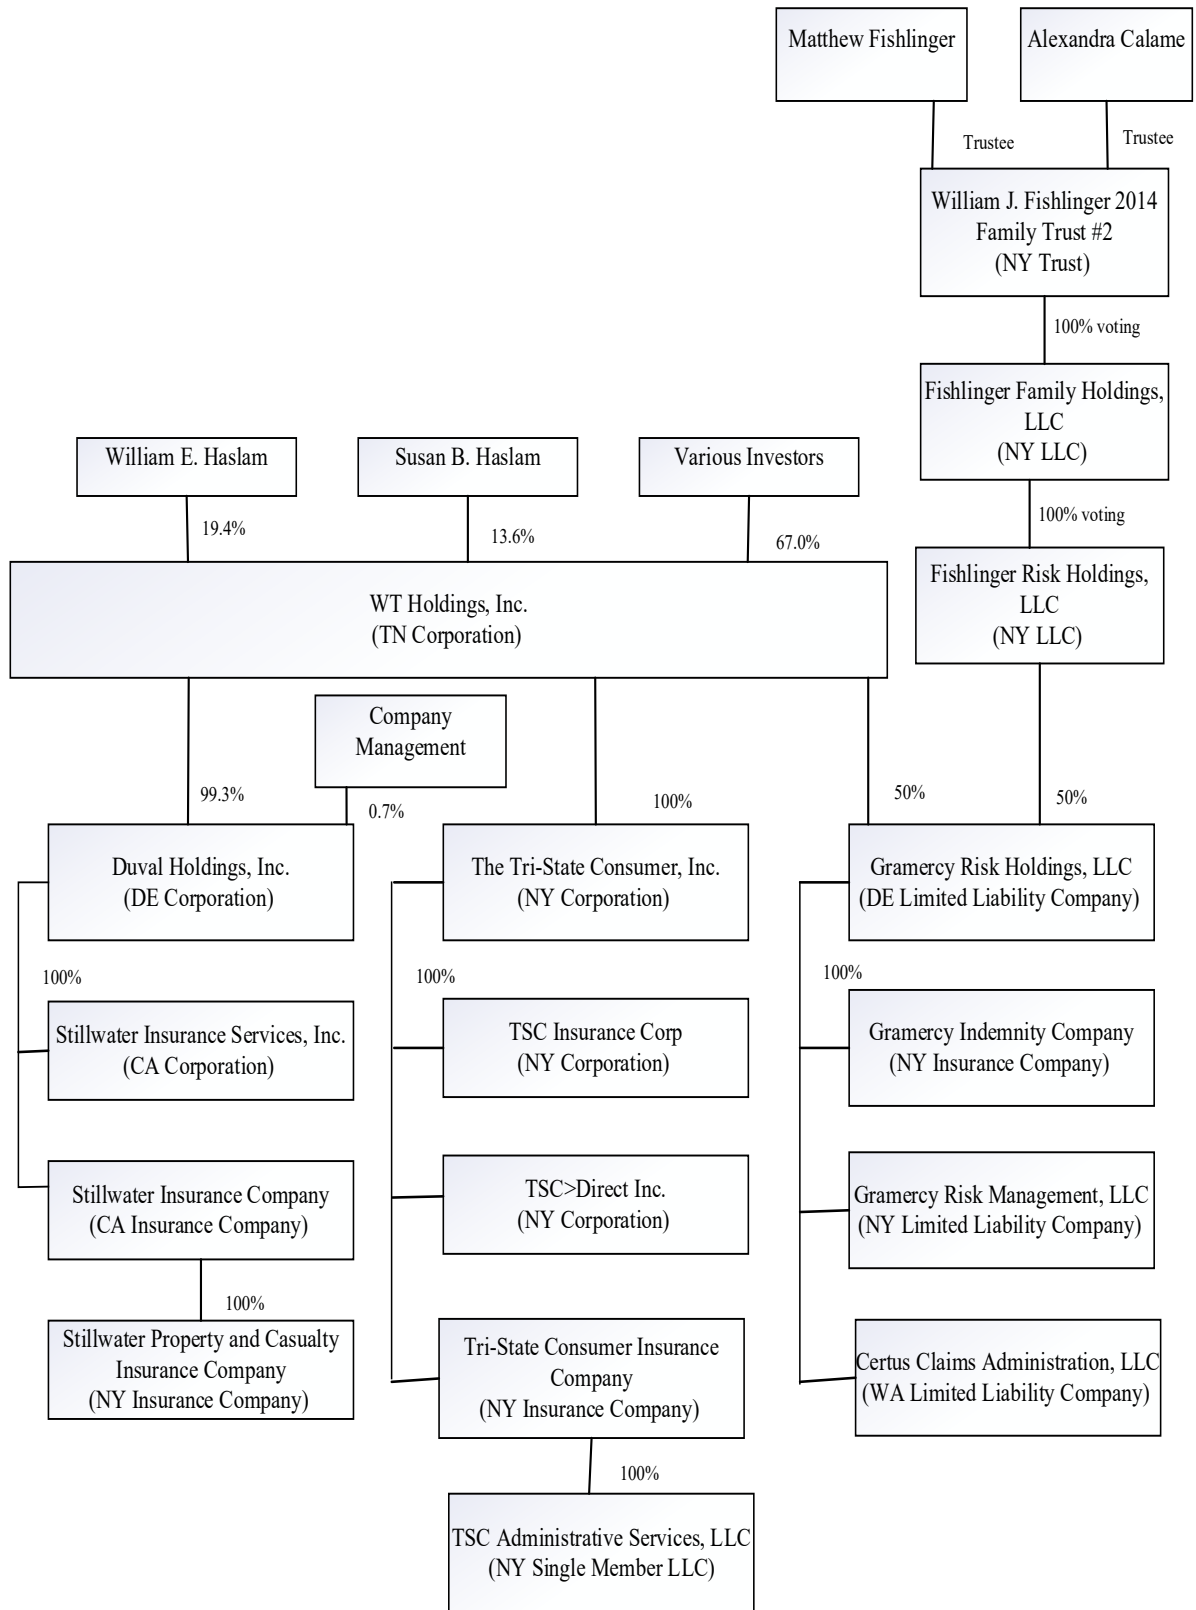 Matthew Fishlinger
Alexandra Calame
Trustee
Trustee
William J. Fishlinger 2014
Family Trust #2
(NY Trust)
100% voting
Fishlinger Family Holdings,
LLC
(NY LLC)
100% voting
Fishlinger Risk Holdings,
LLC
(NY LLC)
William E. Haslam
Susan B. Haslam
Various Investors
19.4%
13.6%
67.0%
WT Holdings, Inc.
(TN Corporation)
Company
Management
99.3%
0.7%
100%
50%
50%
Duval Holdings, Inc.
(DE Corporation)
The Tri-State Consumer, Inc.
(NY Corporation)
Gramercy Risk Holdings, LLC
(DE Limited Liability Company)
100%
100%
100%
Stillwater Insurance Services, Inc.
(CA Corporation)
TSC Insurance Corp
(NY Corporation)
Gramercy Indemnity Company
(NY Insurance Company)
Stillwater Insurance Company
(CA Insurance Company)
TSC>Direct Inc.
(NY Corporation)
Gramercy Risk Management, LLC
(NY Limited Liability Company)
100%
Stillwater Property and Casualty
Insurance Company
(NY Insurance Company)
Tri-State Consumer Insurance
Company
(NY Insurance Company)
Certus Claims Administration, LLC
(WA Limited Liability Company)
100%
TSC Administrative Services, LLC
(NY Single Member LLC)